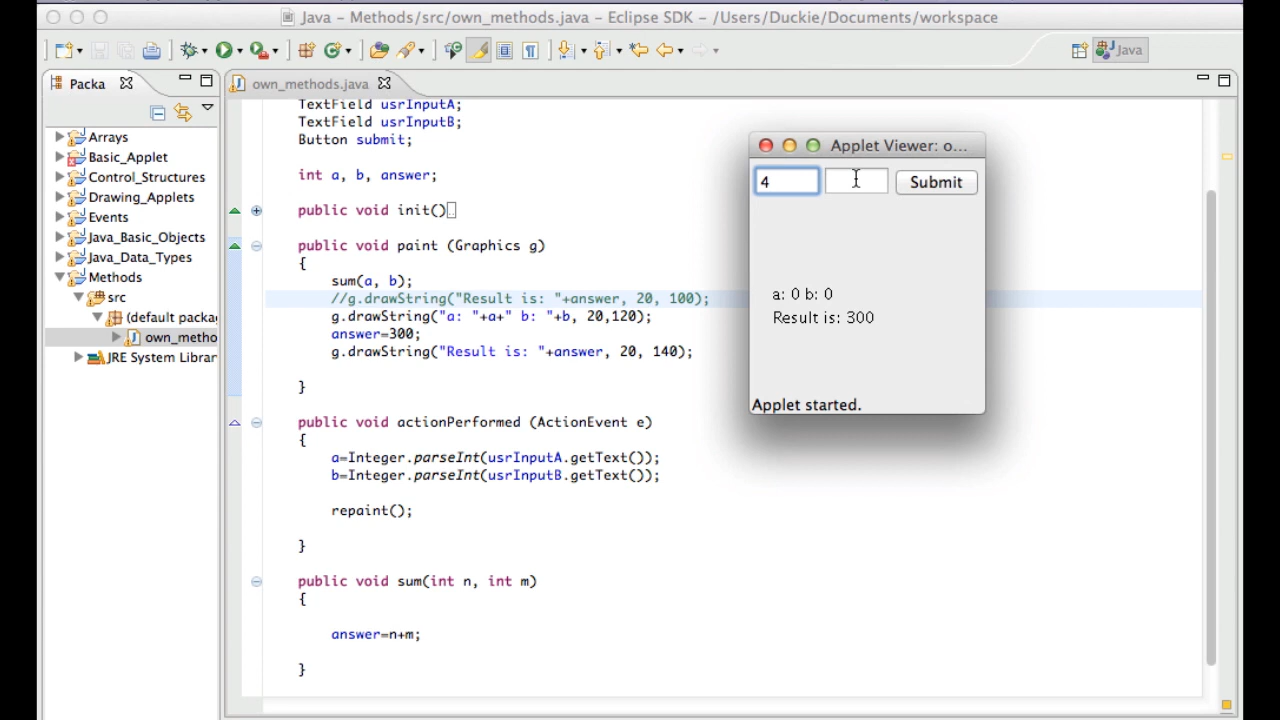 Java – Methods/src/own_methods.java – Eclipse SDK – /Users/Duckie/Documents/workspace
Java
Packa
own_methods.java
Arrays
Basic_Applet
Control_Structures
Drawing_Applets
Events
Java_Basic_Objects
Java_Data_Types
Methods
src
(default packag
own_metho
JRE System Librar
TextField usrInputA;
TextField usrInputB;
Button submit;
int a, b, answer;
public void init()
public void paint (Graphics g)
{
sum(a, b);
//g.drawString("Result is: "+answer, 20, 100);
g.drawString("a: "+a+" b: "+b, 20,120);
answer=300;
g.drawString("Result is: "+answer, 20, 140);
}
public void actionPerformed (ActionEvent e)
{
a=Integer.parseInt(usrInputA.getText());
b=Integer.parseInt(usrInputB.getText());
repaint();
}
public void sum(int n, int m)
{
answer=n+m;
}
Applet Viewer: o...
4
Submit
a: 0 b: 0
Result is: 300
Applet started.